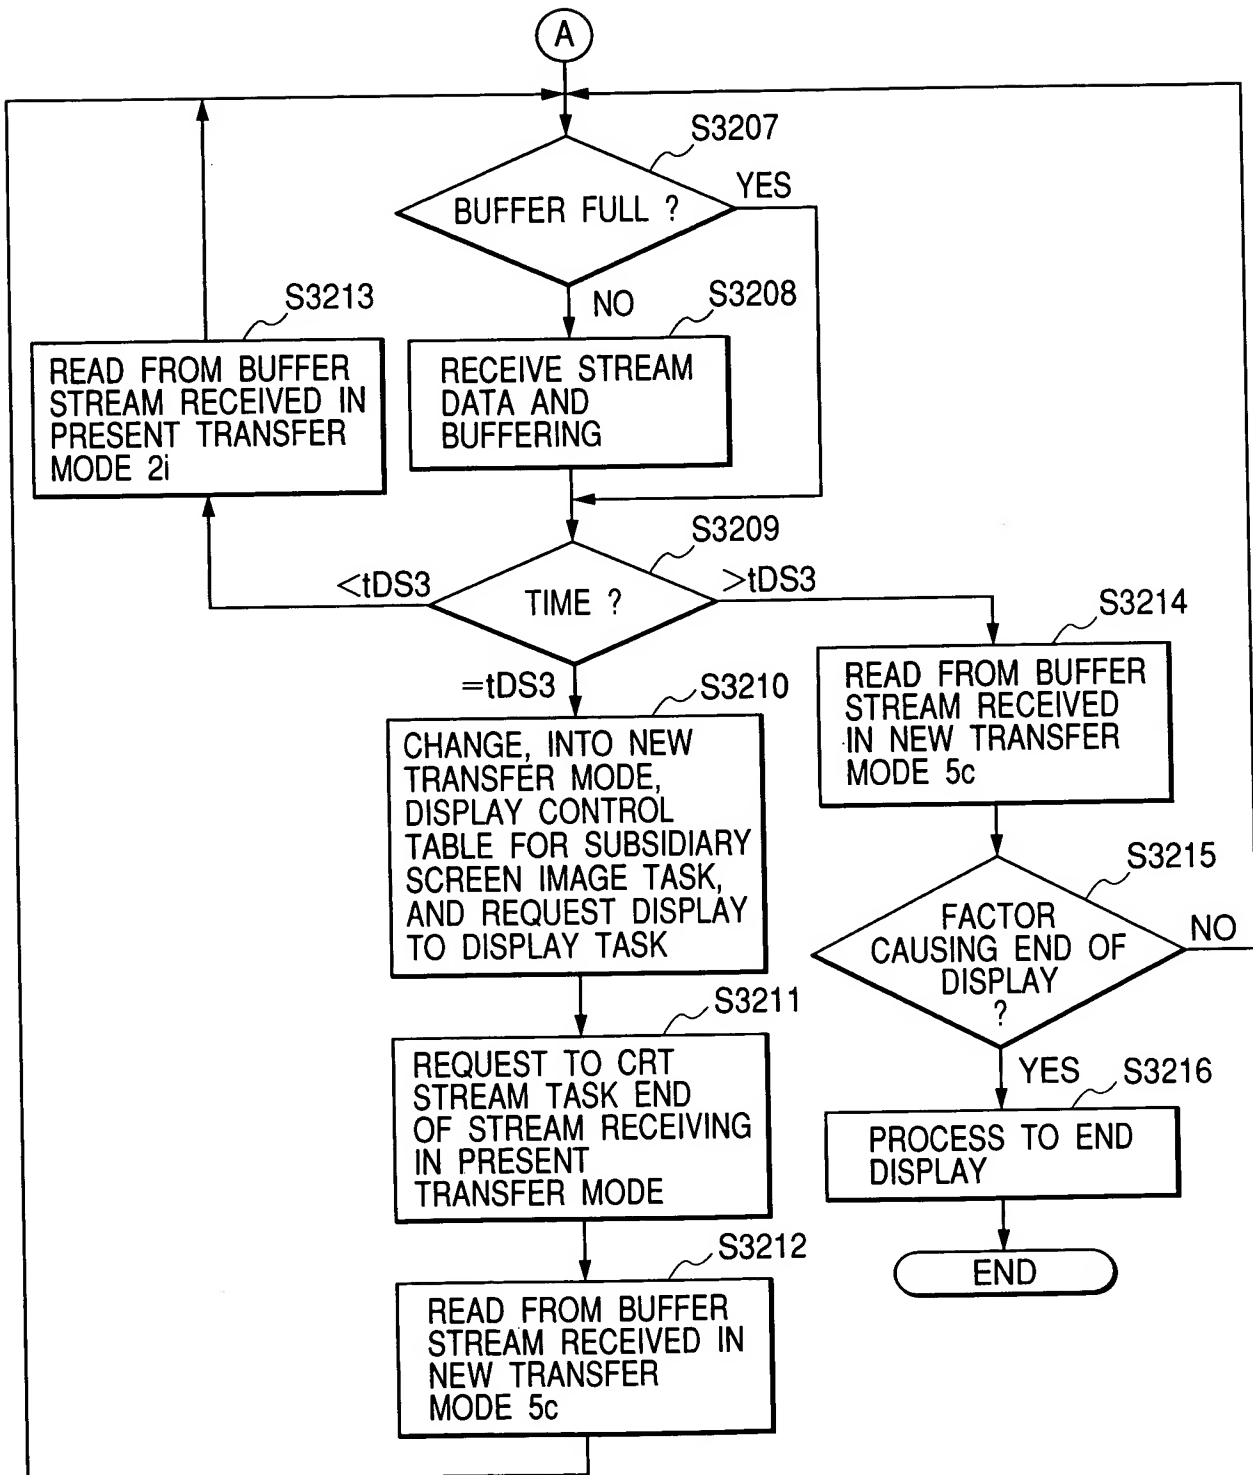 A
S3207
BUFFER FULL ?
YES
NO
S3208
RECEIVE STREAM
DATA AND
BUFFERING
S3213
READ FROM BUFFER
STREAM RECEIVED IN
PRESENT TRANSFER
MODE 2i
S3209
TIME ?
<tDS3
>tDS3
=tDS3
S3210
CHANGE, INTO NEW
TRANSFER MODE,
DISPLAY CONTROL
TABLE FOR SUBSIDIARY
SCREEN IMAGE TASK,
AND REQUEST DISPLAY
TO DISPLAY TASK
S3211
REQUEST TO CRT
STREAM TASK END
OF STREAM RECEIVING
IN PRESENT
TRANSFER MODE
S3212
READ FROM BUFFER
STREAM RECEIVED IN
NEW TRANSFER
MODE 5c
S3214
READ FROM BUFFER
STREAM RECEIVED
IN NEW TRANSFER
MODE 5c
S3215
FACTOR
CAUSING END OF
DISPLAY
?
NO
YES
S3216
PROCESS TO END
DISPLAY
END